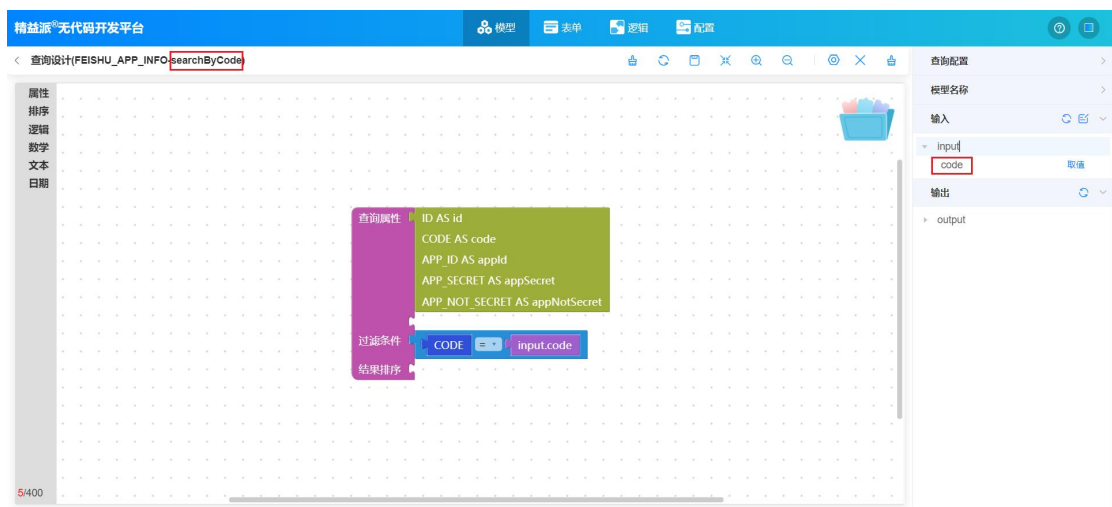 精益派®无代码开发平台
模型
表单
逻辑
配置
查询设计(FEISHU_APP_INFO-searchByCode)
属性
排序
逻辑
数学
文本
日期
查询属性
ID AS id
CODE AS code
APP_ID AS appId
APP_SECRET AS appSecret
APP_NOT_SECRET AS appNotSecret
过滤条件
CODE = input.code
结果排序
5/400
查询配置
模型名称
输入
input
code 取值
输出
output